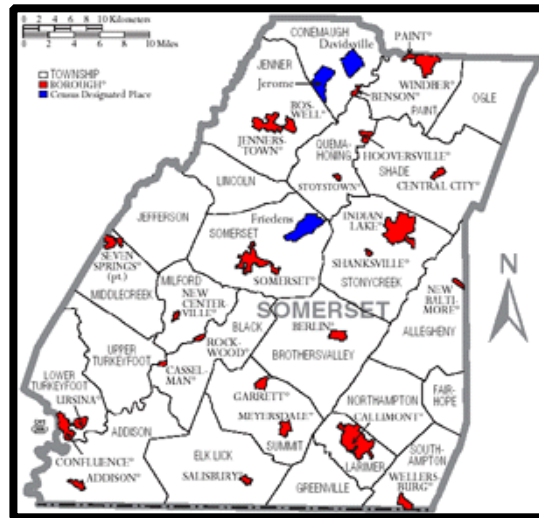 0 2 4 6 8 10 Kilometers
0 2 4 6 8 10 Miles
TOWNSHIP
BOROUGH°
Census Designated Place
CONEMAUGH
Davidsville
PAINT°
JENNER
Jerome
WINDBER°
BENSON°
PAINT
OGLE
BOS-
WELL°
JENNERS-
TOWN°
QUEMA-
HONING
HOOVERSVILLE°
SHADE
CENTRAL CITY°
STOYSTOWN°
LINCOLN
JEFFERSON
Friedens
SOMERSET
INDIAN
LAKE°
SEVEN
SPRINGS°
(pt.)
SOMERSET°
SHANKSVILLE°
STONYCREEK
MIDDLECREEK
MILFORD
NEW
CENTER-
VILLE°
SOMERSET
NEW
BALTI-
MORE°
N
BLACK
BERLIN°
ALLEGHENY
ROCK-
WOOD°
BROTHERSVALLEY
UPPER
TURKEYFOOT
CASSEL-
MAN°
LOWER
TURKEYFOOT
URSINA°
GARRETT°
NORTHAMPTON
FAIR-
HOPE
MEYERSDALE°
CALLIMONT°
ADDISON
SUMMIT
CONFLUENCE°
ELK LICK
LARIMER
SOUTH-
AMPTON
ADDISON°
SALISBURY°
GREENVILLE
WELLERS-
BURG°